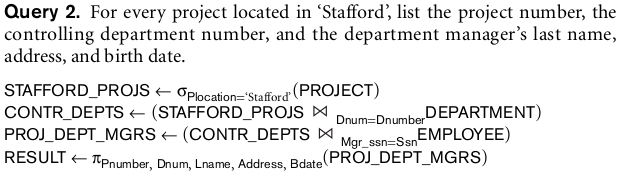 Query 2. For every project located in ‘Stafford’, list the project number, the
controlling department number, and the department manager’s last name,
address, and birth date.
STAFFORD_PROJS ← σPlocation=‘Stafford’(PROJECT)
CONTR_DEPTS ← (STAFFORD_PROJS ⋈ Dnum=DnumberDEPARTMENT)
PROJ_DEPT_MGRS ← (CONTR_DEPTS ⋈ Mgr_ssn=SsnEMPLOYEE)
RESULT ← πPnumber, Dnum, Lname, Address, Bdate(PROJ_DEPT_MGRS)